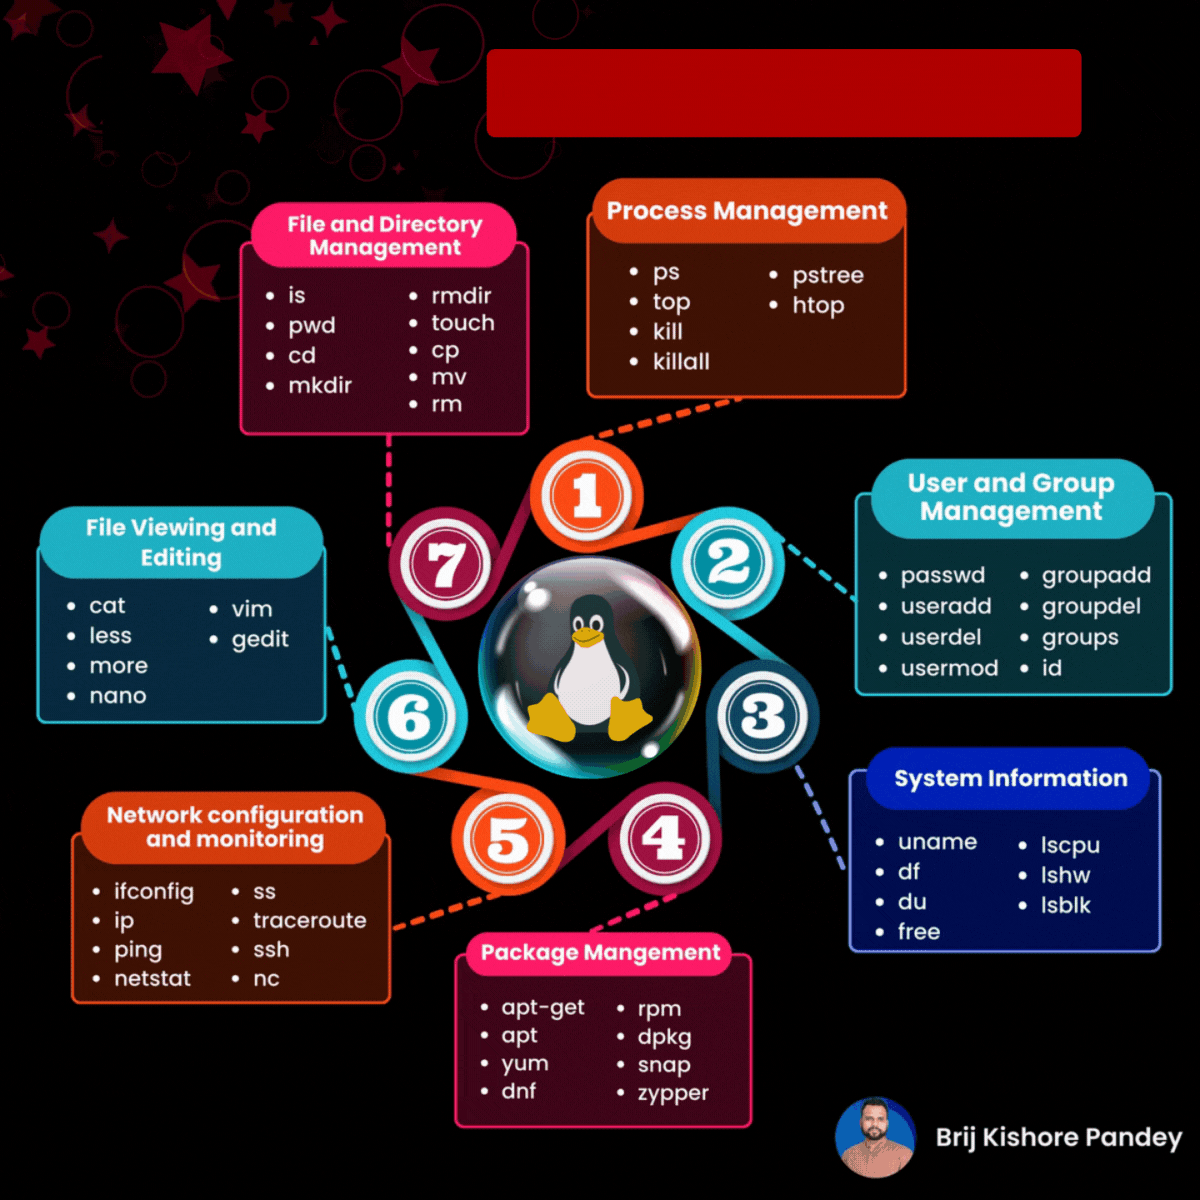 File and Directory
Management
is
pwd
cd
mkdir
rmdir
touch
cp
mv
rm
Process Management
ps
top
kill
killall
pstree
htop
User and Group
Management
passwd
useradd
userdel
usermod
groupadd
groupdel
groups
id
File Viewing and
Editing
cat
less
more
nano
vim
gedit
1
2
3
4
5
6
7
System Information
uname
df
du
free
lscpu
lshw
lsblk
Network configuration
and monitoring
ifconfig
ip
ping
netstat
ss
traceroute
ssh
nc
Package Mangement
apt-get
apt
yum
dnf
rpm
dpkg
snap
zypper
Brij Kishore Pandey